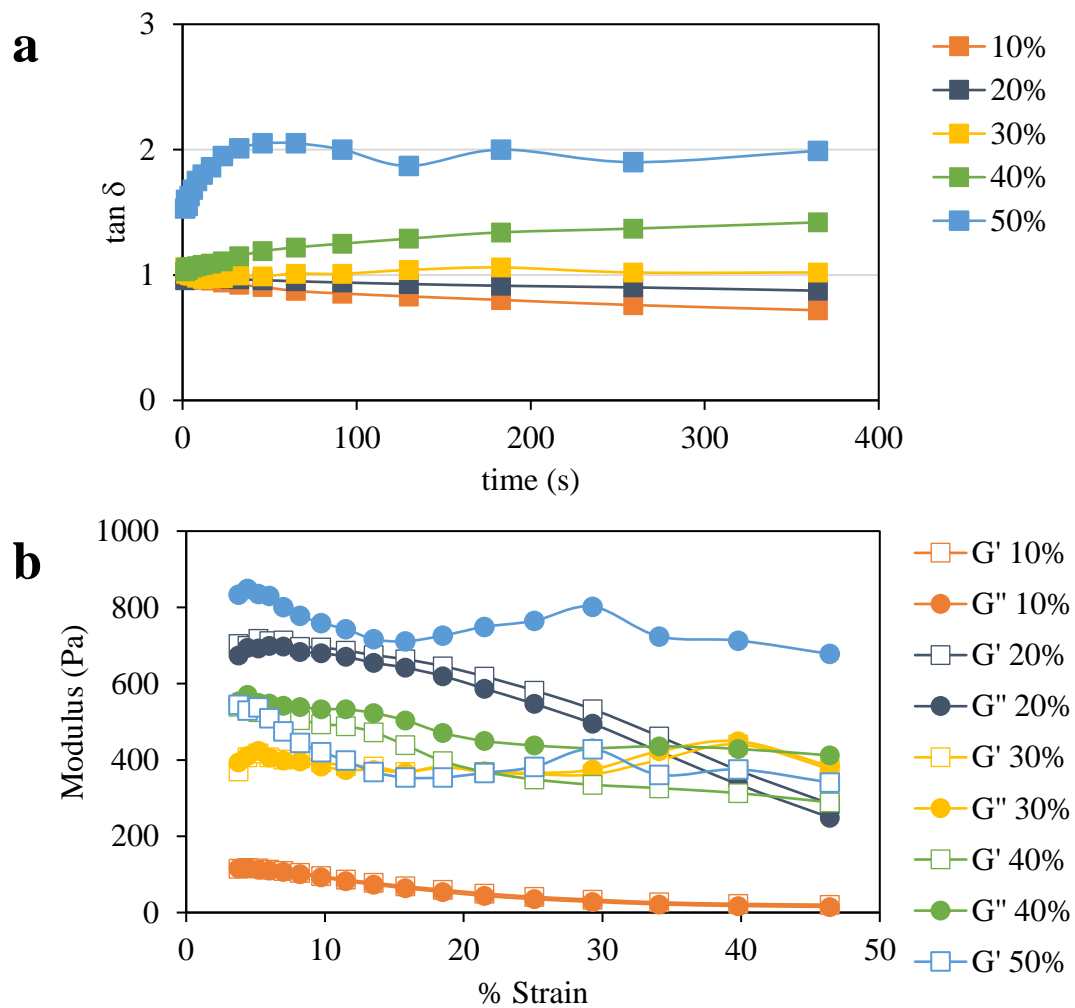 a
3
2
1
0
tan δ
0 100 200 300 400
time (s)
10%
20%
30%
40%
50%
b
1000
800
600
400
200
0
Modulus (Pa)
0 10 20 30 40 50
% Strain
G' 10%
G" 10%
G' 20%
G" 20%
G' 30%
G" 30%
G' 40%
G" 40%
G' 50%